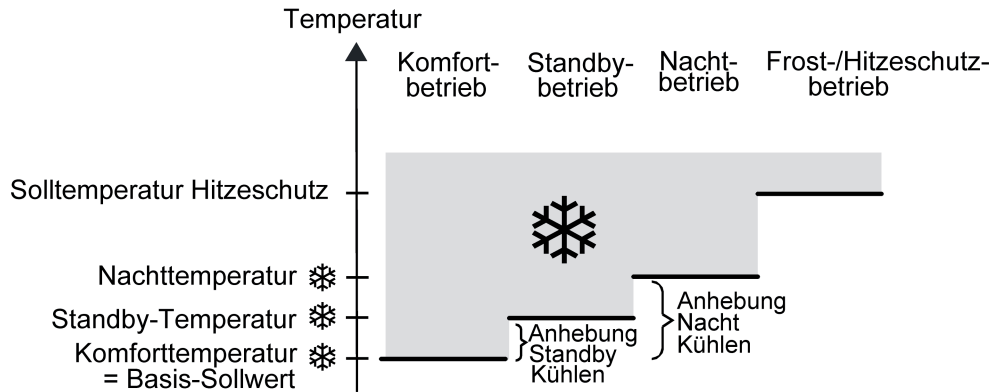 Temperatur
Komfort-
betrieb
Standby-
betrieb
Nacht-
betrieb
Frost-/Hitzeschutz-
betrieb
Solltemperatur Hitzeschutz
Nachttemperatur
Standby-Temperatur
Komforttemperatur
= Basis-Sollwert
Anhebung
Standby
Kühlen
Anhebung
Nacht
Kühlen